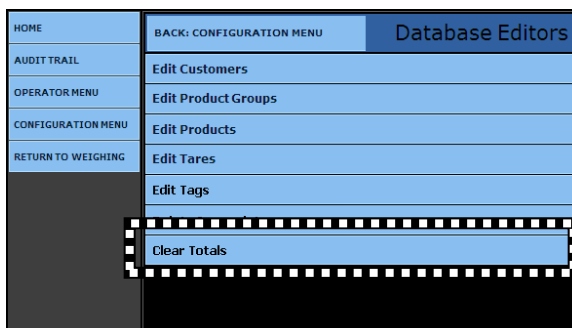 HOME
AUDIT TRAIL
OPERATOR MENU
CONFIGURATION MENU
RETURN TO WEIGHING
BACK: CONFIGURATION MENU
Database Editors
Edit Customers
Edit Product Groups
Edit Products
Edit Tares
Edit Tags
Clear Totals